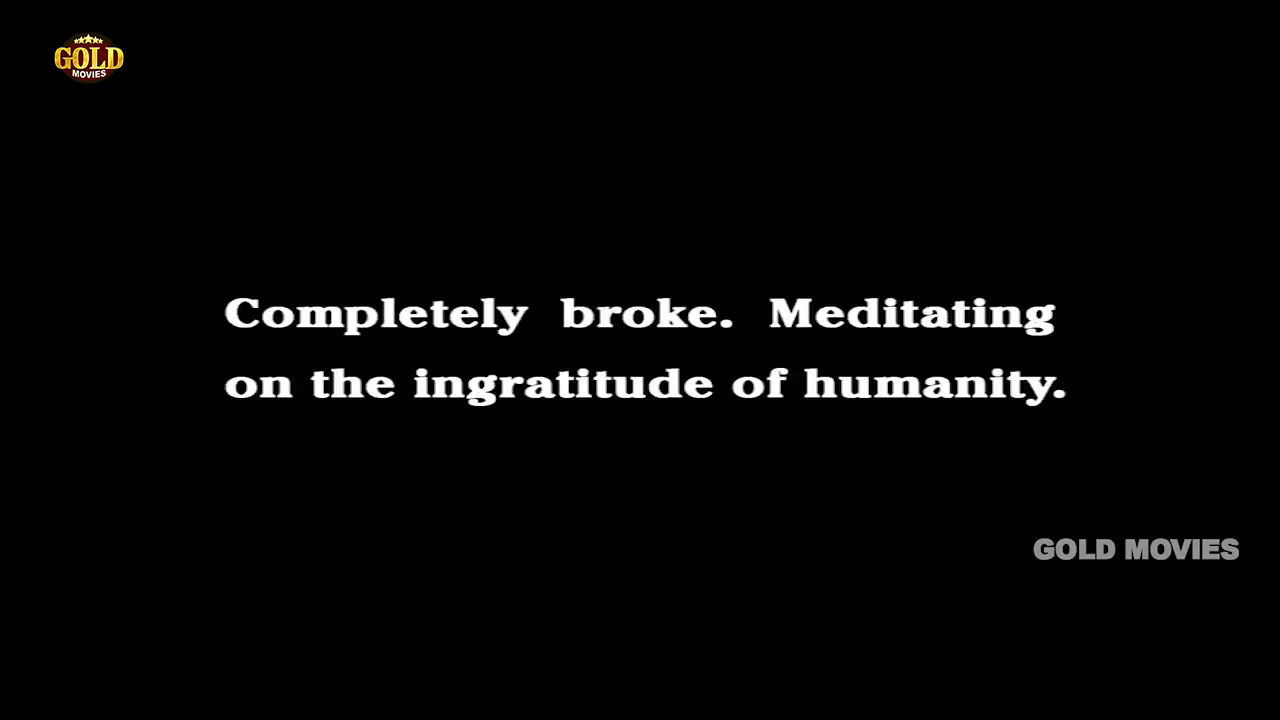 GOLD
MOVIES
Completely broke. Meditating
on the ingratitude of humanity.
GOLD MOVIES